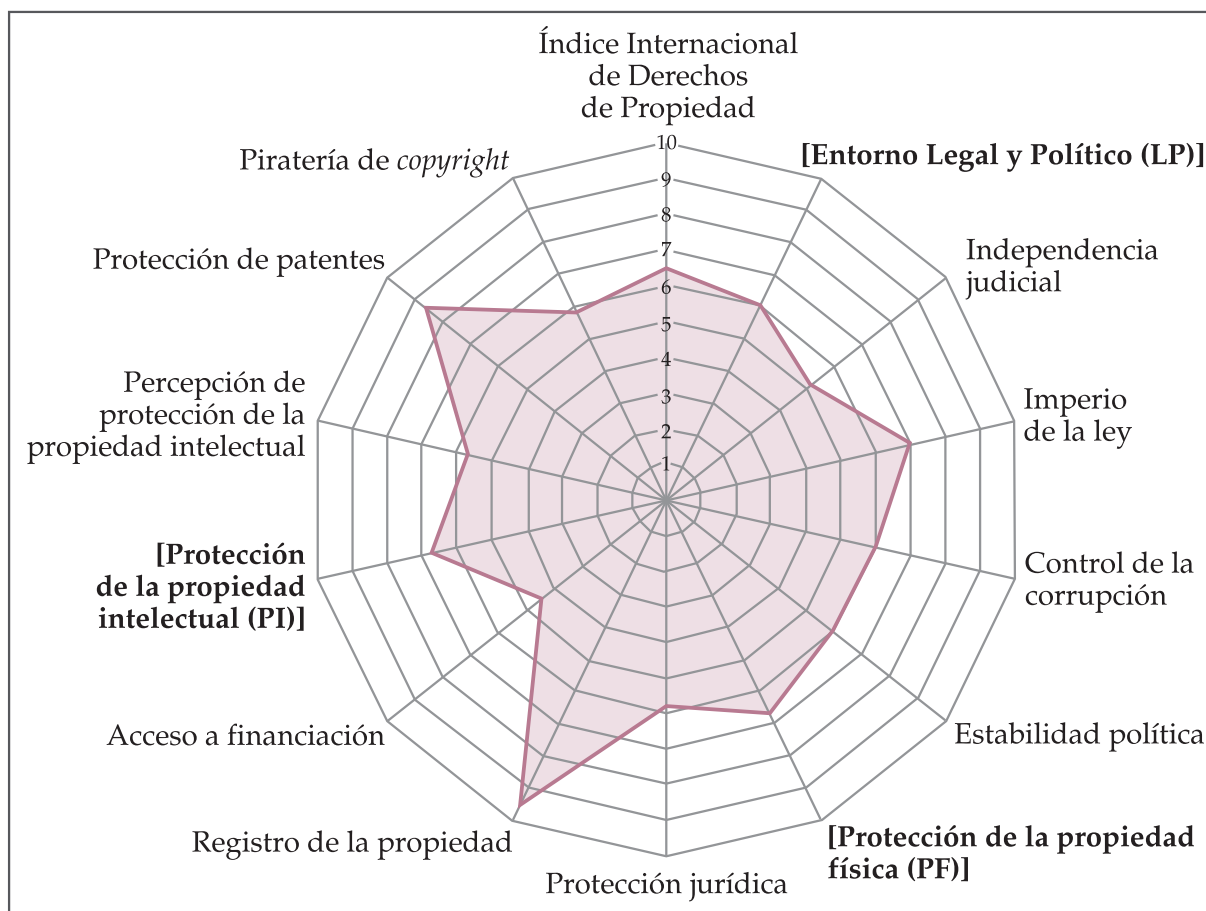 Índice Internacional
de Derechos
de Propiedad
[Entorno Legal y Político (LP)]
Independencia
judicial
Imperio
de la ley
Control de la
corrupción
Estabilidad política
[Protección de la propiedad
física (PF)]
Protección jurídica
Registro de la propiedad
Acceso a financiación
[Protección
de la propiedad
intelectual (PI)]
Percepción de
protección de la
propiedad intelectual
Protección de patentes
Piratería de copyright
10
9
8
7
6
5
4
3
2
1